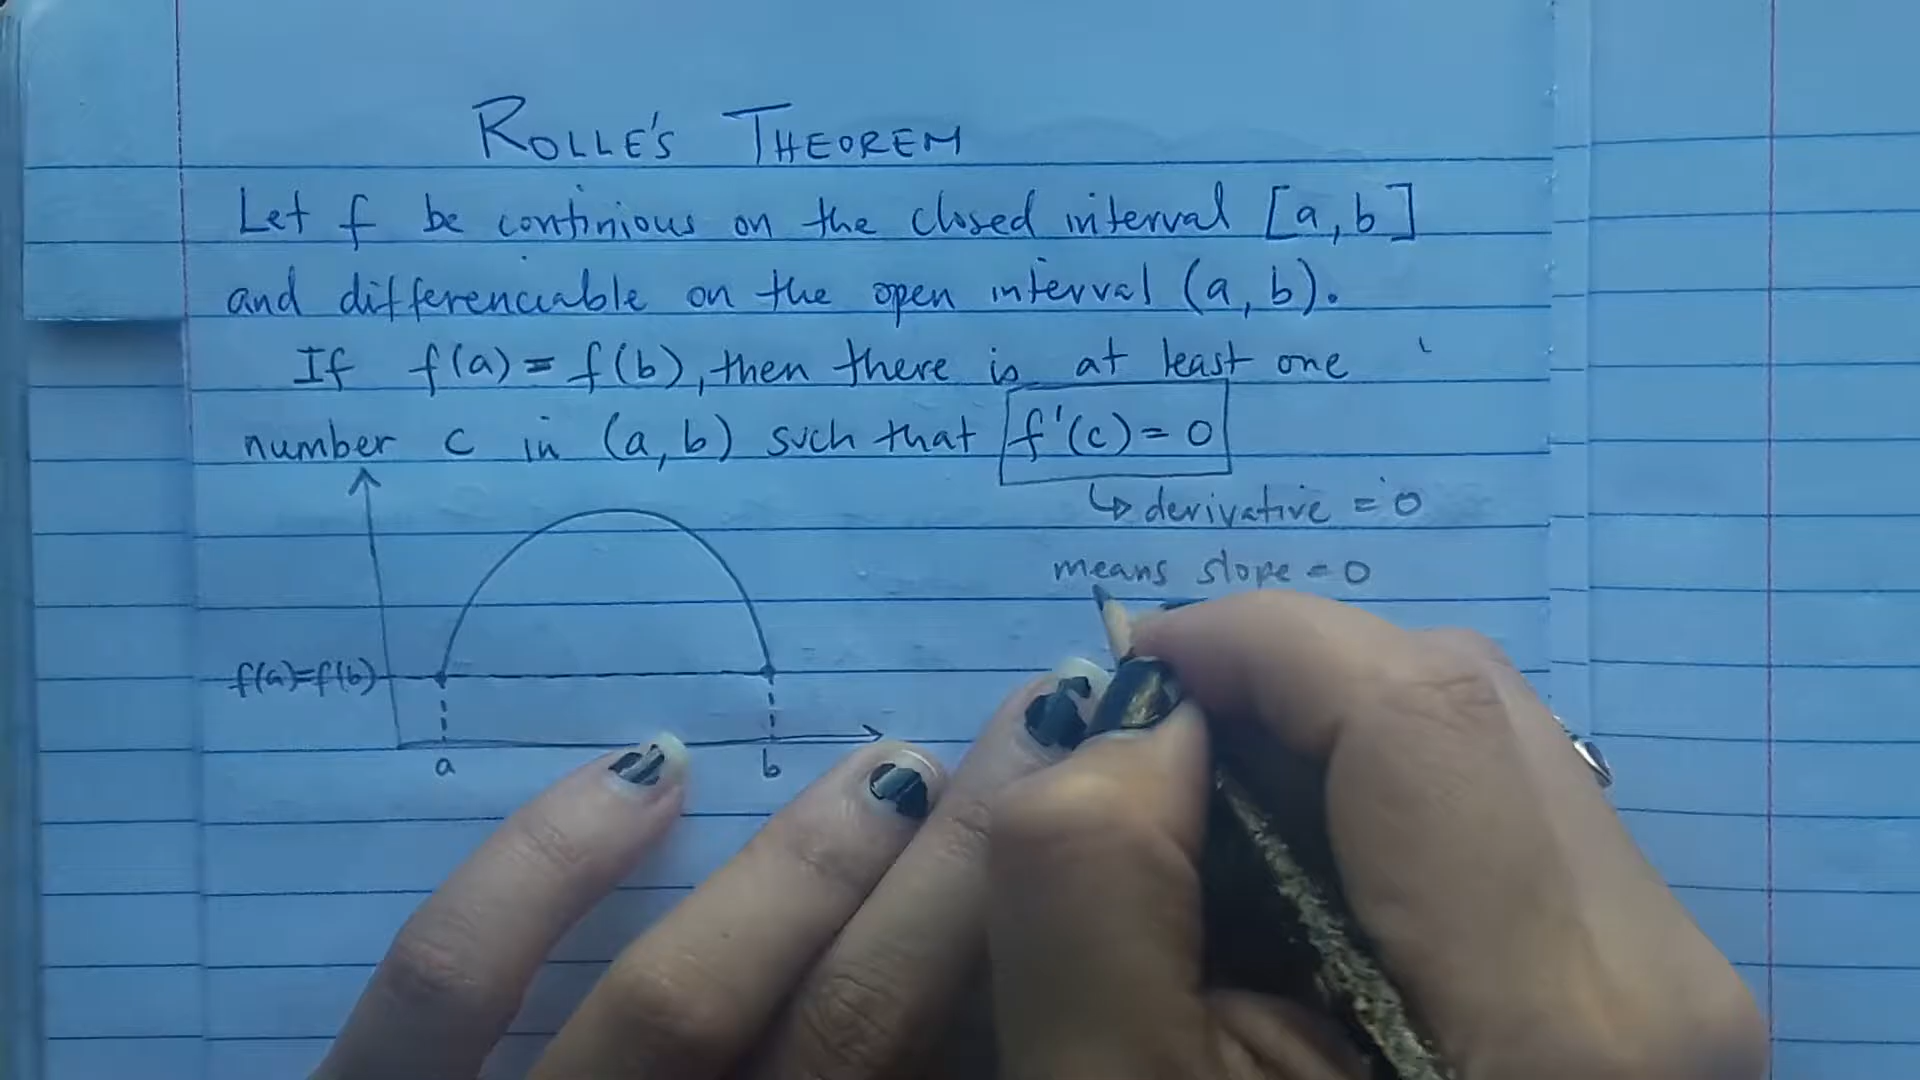 ROLLE'S THEOREM
Let f be continious on the closed interval [a, b]
and differenciable on the open interval (a, b).
If f(a) = f(b), then there is at least one
number c in (a, b) such that f'(c) = 0
↳ derivative = 0
means slope = 0
f(a)=f(b)
a b